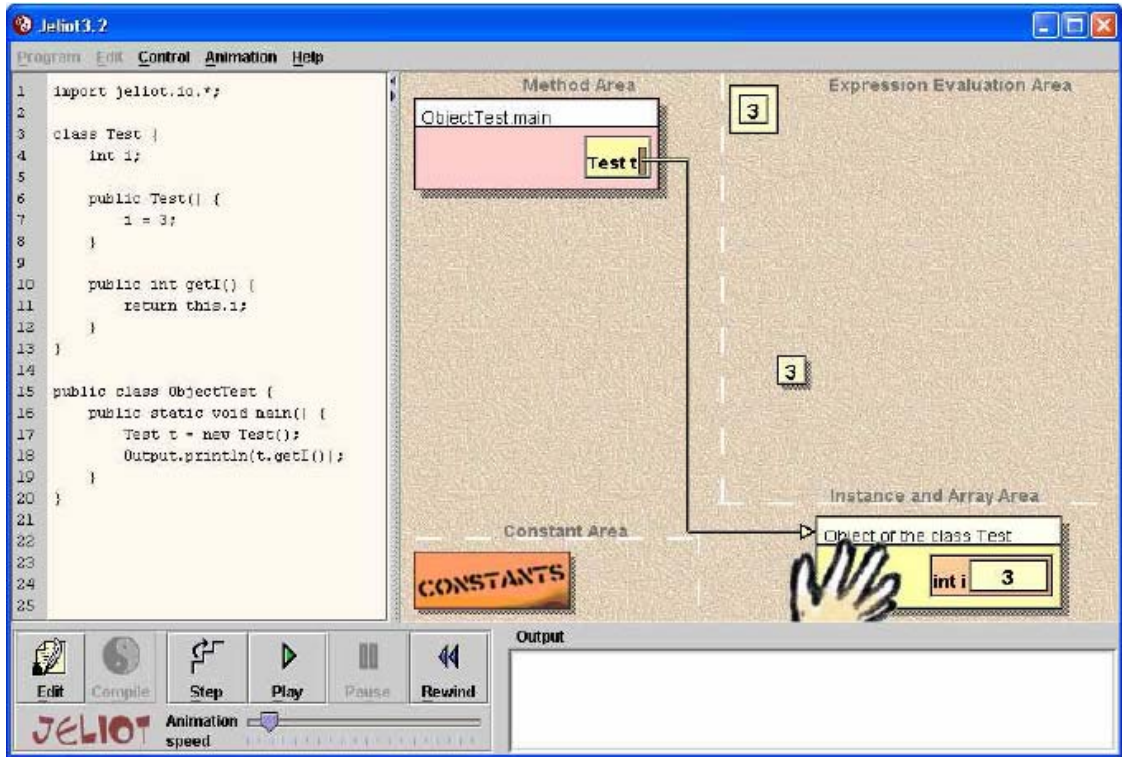 Jeliot 3.2
Program Edit Control Animation Help
1 import jeliot.io.*;
2
3 class Test {
4 int i;
5
6 public Test() {
7 i = 3;
8 }
9
10 public int getI() {
11 return this.i;
12 }
13 }
14
15 public class ObjectTest {
16 public static void main() {
17 Test t = new Test();
18 Output.println(t.getI());
19 }
20 }
21
22
23
24
25
Method Area
ObjectTest.main
Test t
Expression Evaluation Area
3
3
Constant Area
CONSTANTS
Instance and Array Area
Object of the class Test
int i 3
Edit Compile Step Play Pause Rewind
JELIOT
Animation speed
Output